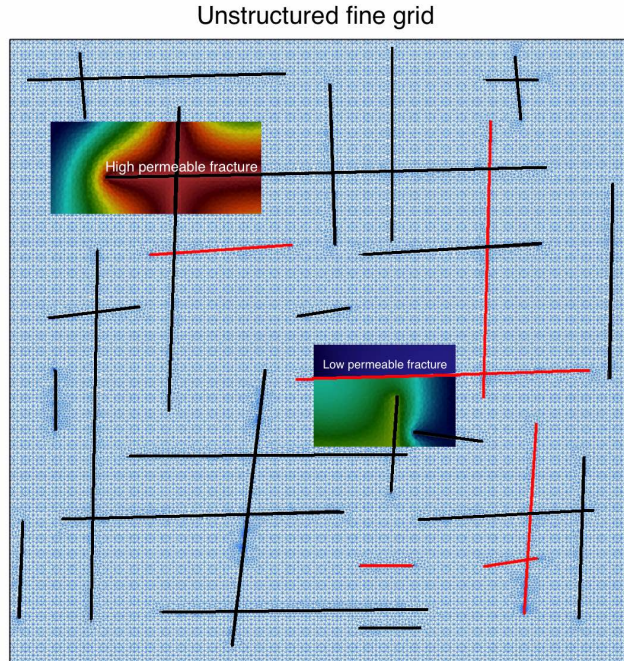 Unstructured fine grid
High permeable fracture
Low permeable fracture